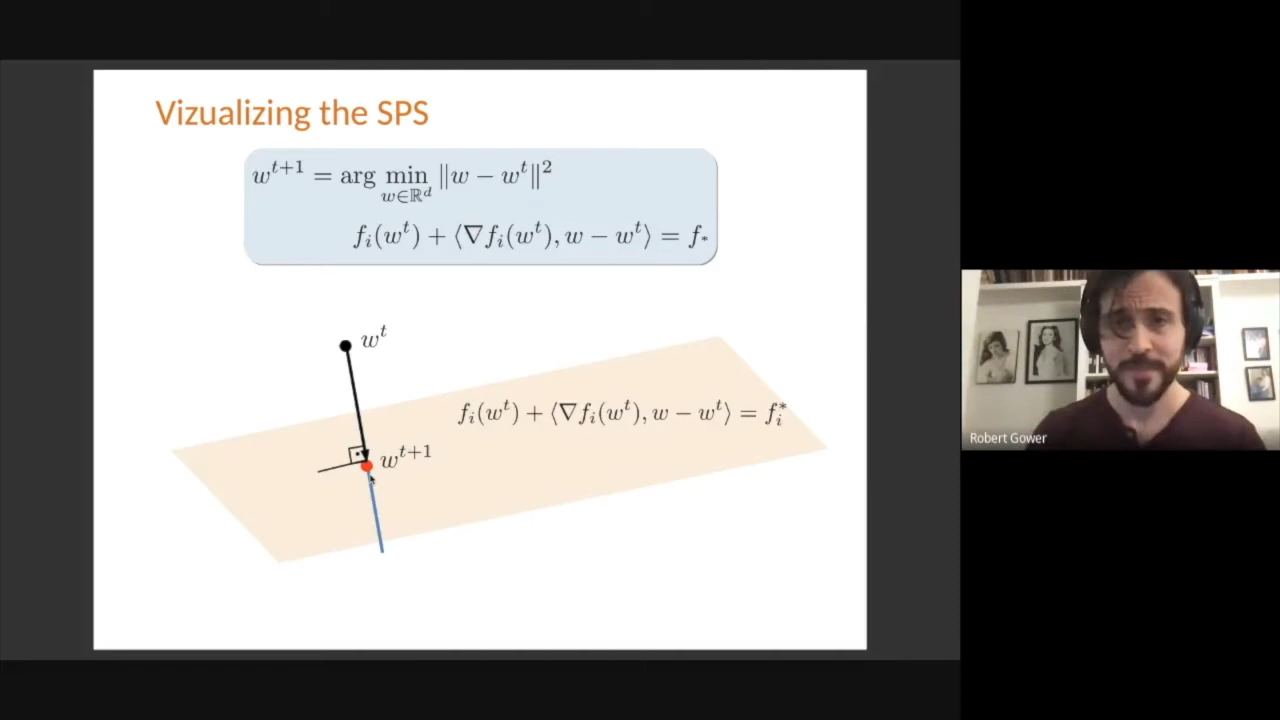 Vizualizing the SPS
w^{t+1} = arg min_{w∈ℝ^d} ‖w − w^t‖²
f_i(w^t) + ⟨∇f_i(w^t), w − w^t⟩ = f_*
w^t
f_i(w^t) + ⟨∇f_i(w^t), w − w^t⟩ = f_i^*
w^{t+1}
Robert Gower